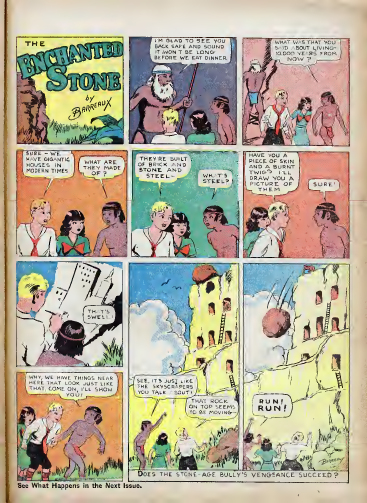 THE
ENCHANTED
STONE
by
BARREAUX
I'M GLAD TO SEE YOU
BACK SAFE AND SOUND
IT WON'T BE LONG
BEFORE WE EAT DINNER
WHAT WAS THAT YOU
SAID 'BOUT LIVING
10,000 YEARS FROM
NOW?
SURE - WE
HAVE GIGANTIC
HOUSES IN
MODERN TIMES
WHAT ARE
THEY MADE
OF?
THEY'RE BUILT
OF BRICK AND
STONE AND
STEEL-
WHAT'S
STEEL?
HAVE YOU A
PIECE OF SKIN
AND A BURNT
TWIG? I'LL
DRAW YOU A
PICTURE OF
THEM
SURE!
THAT'S
SWELL
WHY, WE HAVE THINGS NEAR
HERE THAT LOOK JUST LIKE
THAT. COME ON, I'LL SHOW
YOU!
SEE, IT'S JUST LIKE
THE SKYSCRAPERS
YOU TALK 'BOUT!
THAT ROCK
ON TOP SEEMS
TO BE MOVING-
RUN!
RUN!
BARREAUX
DOES THE STONE-AGE BULLY'S VENGEANCE SUCCEED?
See What Happens in the Next Issue.